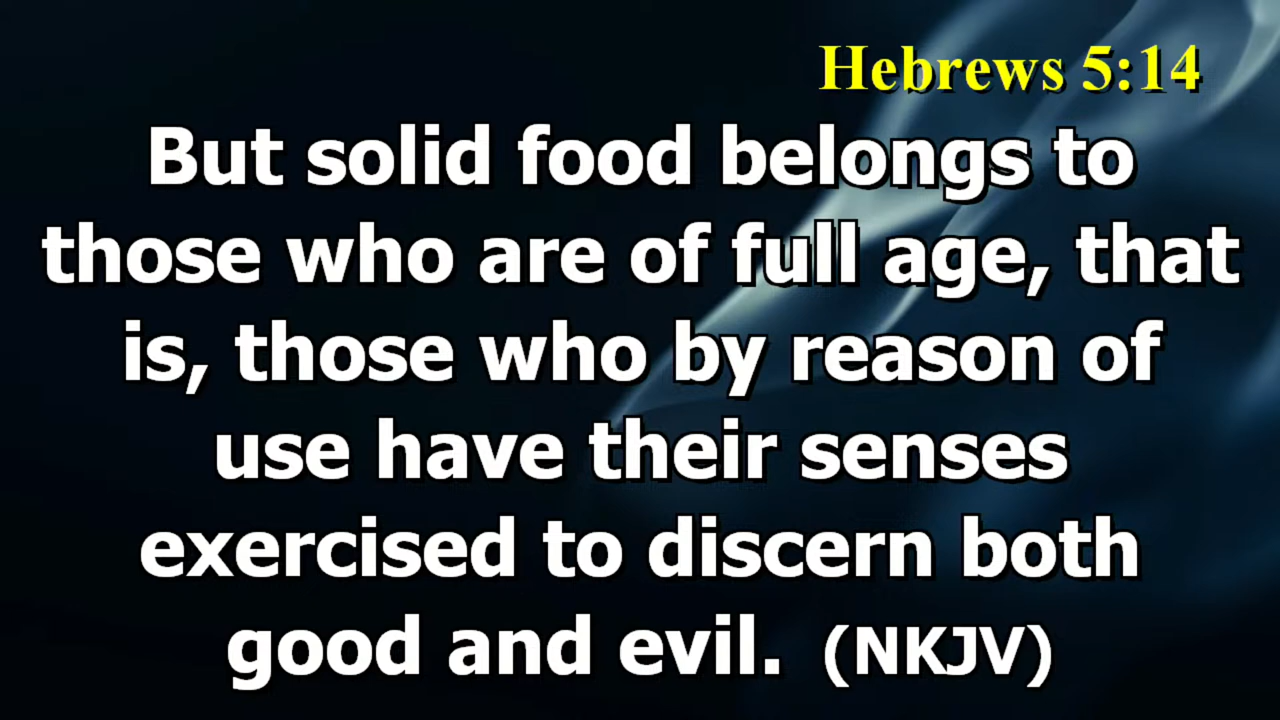 Hebrews 5:14
But solid food belongs to
those who are of full age, that
is, those who by reason of
use have their senses
exercised to discern both
good and evil. (NKJV)